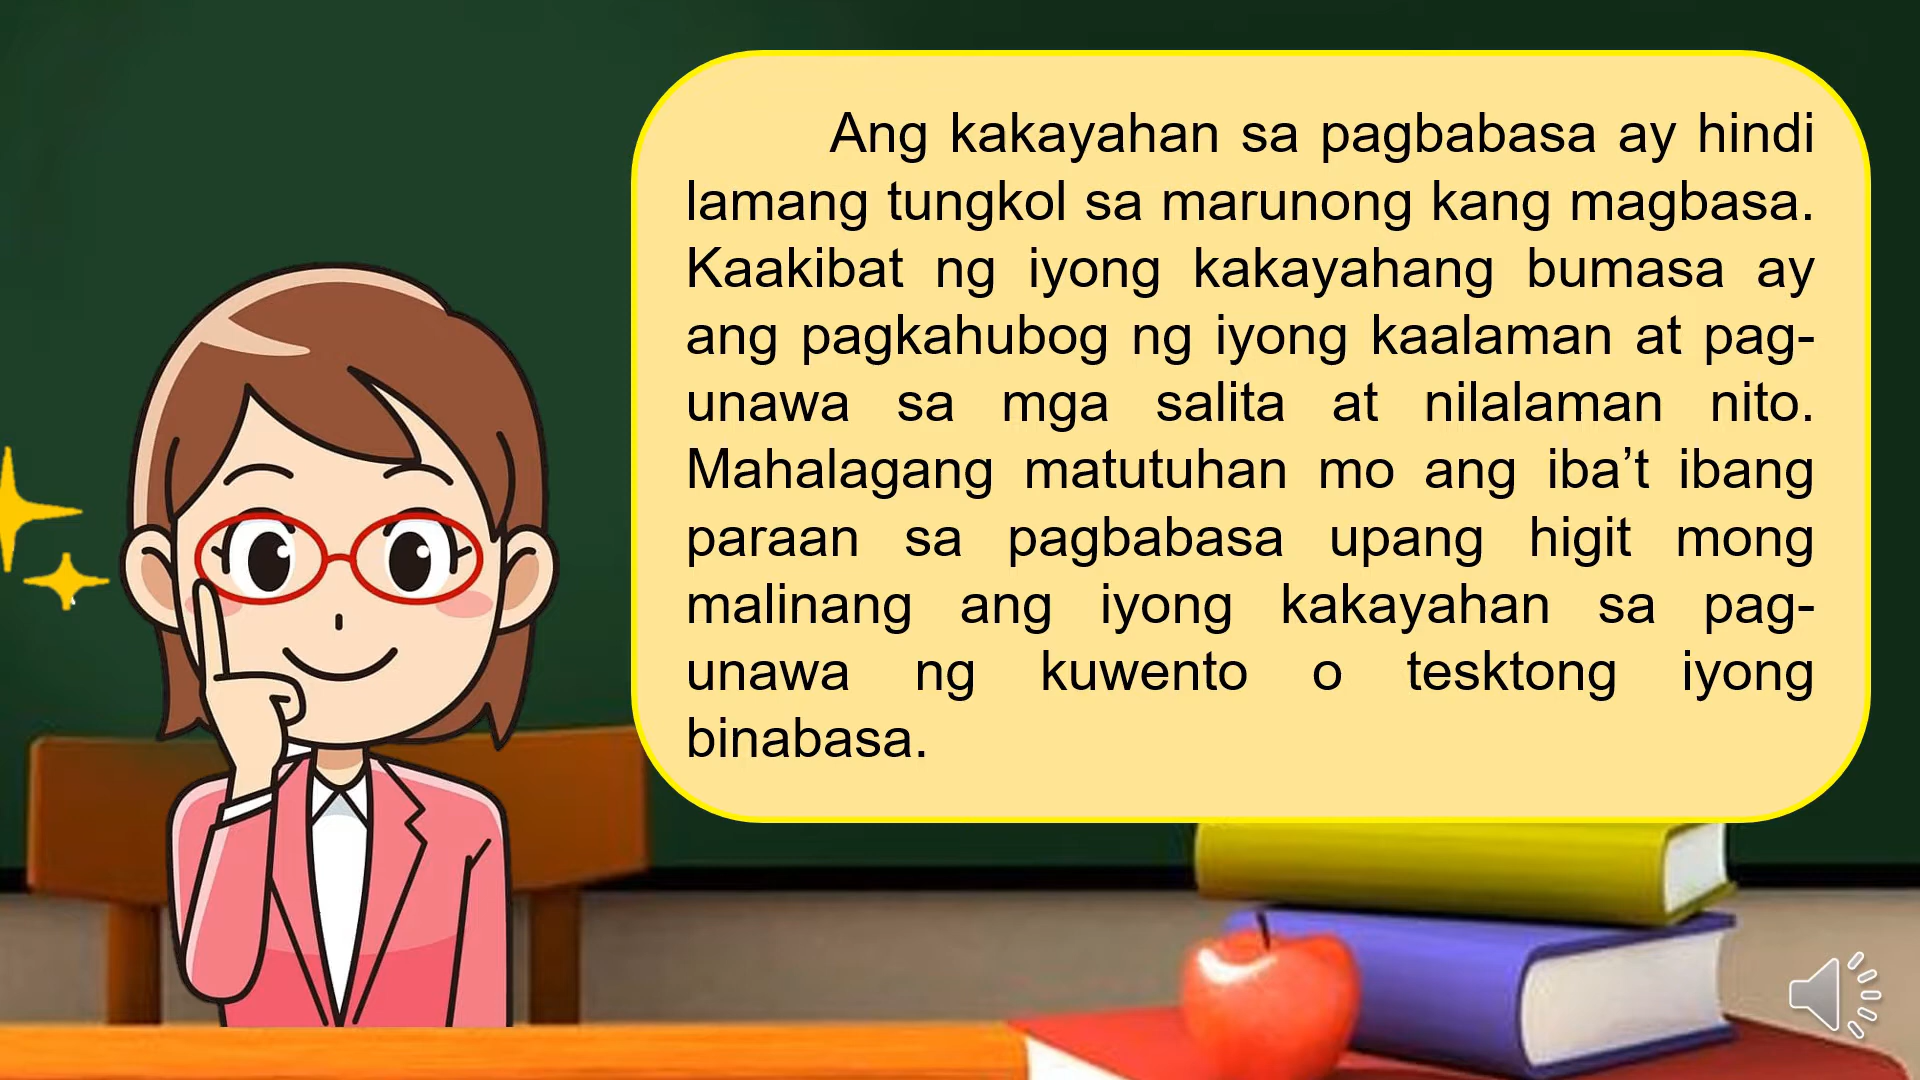 Ang kakayahan sa pagbabasa ay hindi
lamang tungkol sa marunong kang magbasa.
Kaakibat ng iyong kakayahang bumasa ay
ang pagkahubog ng iyong kaalaman at pag-
unawa sa mga salita at nilalaman nito.
Mahalagang matutuhan mo ang iba’t ibang
paraan sa pagbabasa upang higit mong
malinang ang iyong kakayahan sa pag-
unawa ng kuwento o tesktong iyong
binabasa.